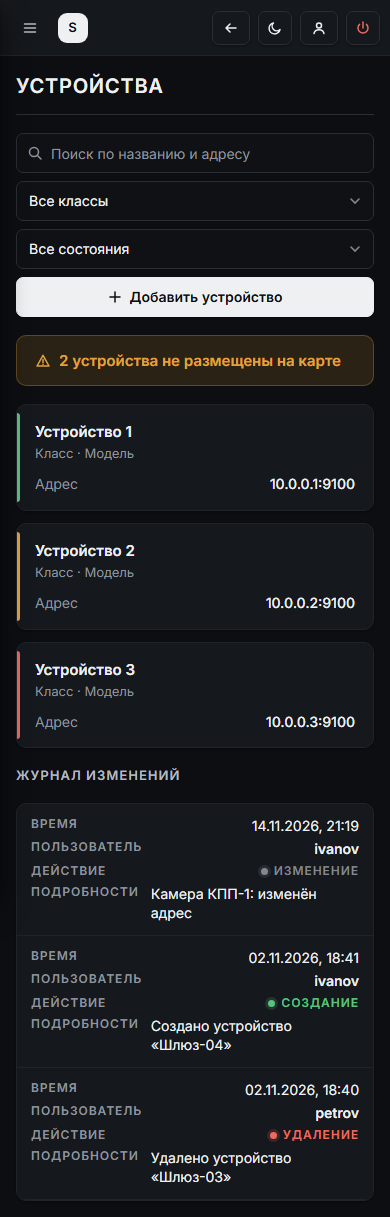 S
УСТРОЙСТВА
Поиск по названию и адресу
Все классы
Все состояния
Добавить устройство
2 устройства не размещены на карте
Устройство 1
Класс · Модель
Адрес 10.0.0.1:9100
Устройство 2
Класс · Модель
Адрес 10.0.0.2:9100
Устройство 3
Класс · Модель
Адрес 10.0.0.3:9100
ЖУРНАЛ ИЗМЕНЕНИЙ
ВРЕМЯ 14.11.2026, 21:19
ПОЛЬЗОВАТЕЛЬ ivanov
ДЕЙСТВИЕ ИЗМЕНЕНИЕ
ПОДРОБНОСТИ Камера КПП-1: изменён
адрес
ВРЕМЯ 02.11.2026, 18:41
ПОЛЬЗОВАТЕЛЬ ivanov
ДЕЙСТВИЕ СОЗДАНИЕ
ПОДРОБНОСТИ Создано устройство
«Шлюз-04»
ВРЕМЯ 02.11.2026, 18:40
ПОЛЬЗОВАТЕЛЬ petrov
ДЕЙСТВИЕ УДАЛЕНИЕ
ПОДРОБНОСТИ Удалено устройство
«Шлюз-03»